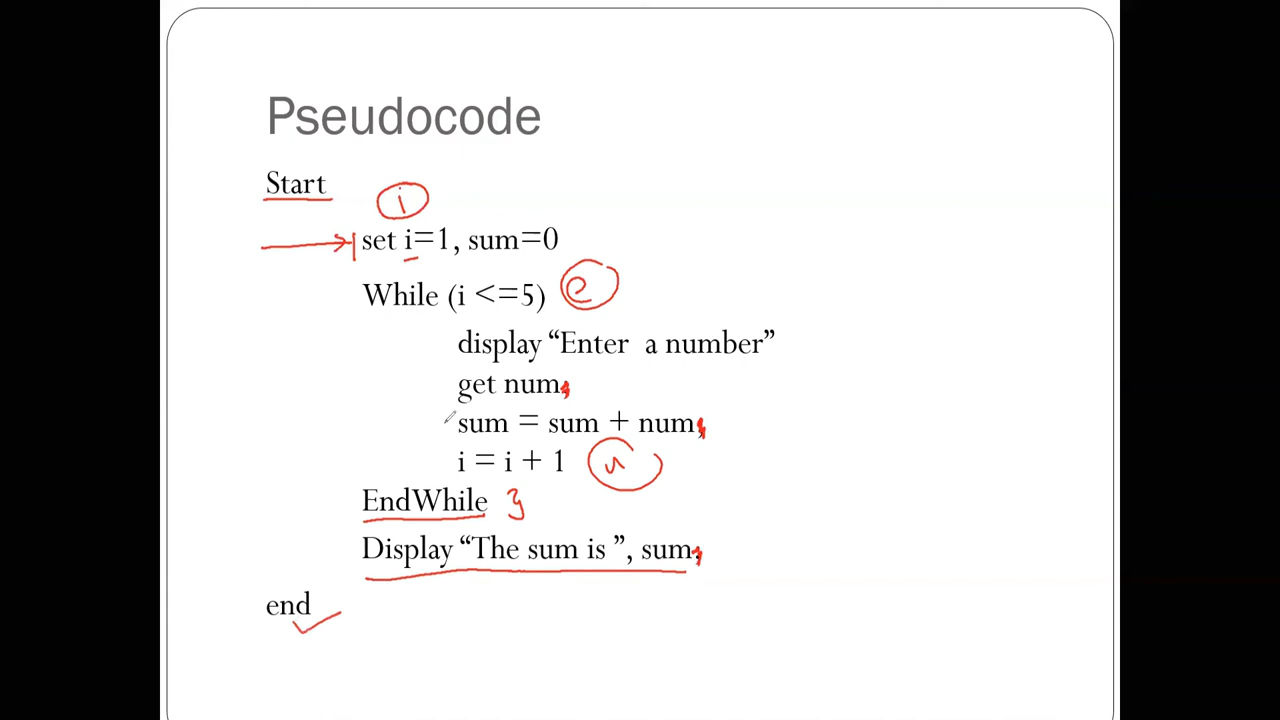 Pseudocode
Start
i
set i=1, sum=0
While (i <=5) e
display “Enter a number”
get num;
sum = sum + num;
i = i + 1 u
EndWhile }
Display “The sum is ”, sum;
end